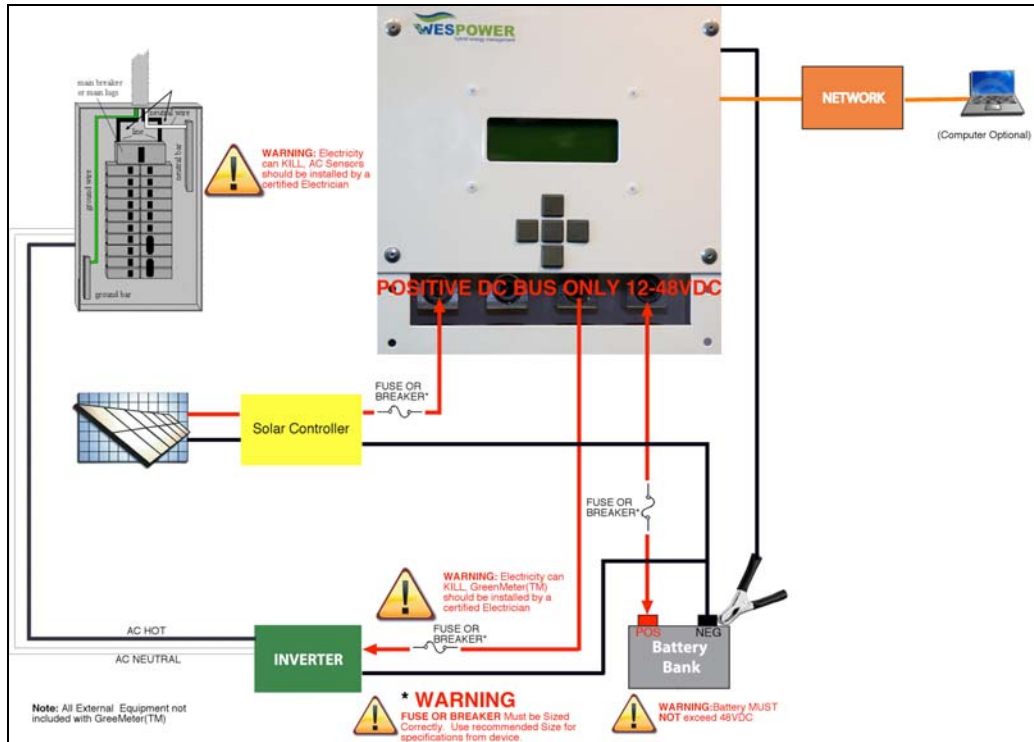 WESPOWER
hybrid energy management
main breaker
or main lugs
neutral wire
line
neutral bar
ground wire
ground bar
WARNING: Electricity
can KILL, AC Sensors
should be installed by a
certified Electrician
NETWORK
(Computer Optional)
POSITIVE DC BUS ONLY 12-48VDC
FUSE OR
BREAKER*
Solar Controller
FUSE OR
BREAKER*
WARNING: Electricity can
KILL, GreenMeter(TM)
should be installed by a
certified Electrician
FUSE OR
BREAKER*
AC HOT
AC NEUTRAL
INVERTER
POS
NEG
Battery
Bank
Note: All External Equipment not
included with GreeMeter(TM)
* WARNING
FUSE OR BREAKER Must be Sized
Correctly. Use recommended Size for
specifications from device.
WARNING:Battery MUST
NOT exceed 48VDC